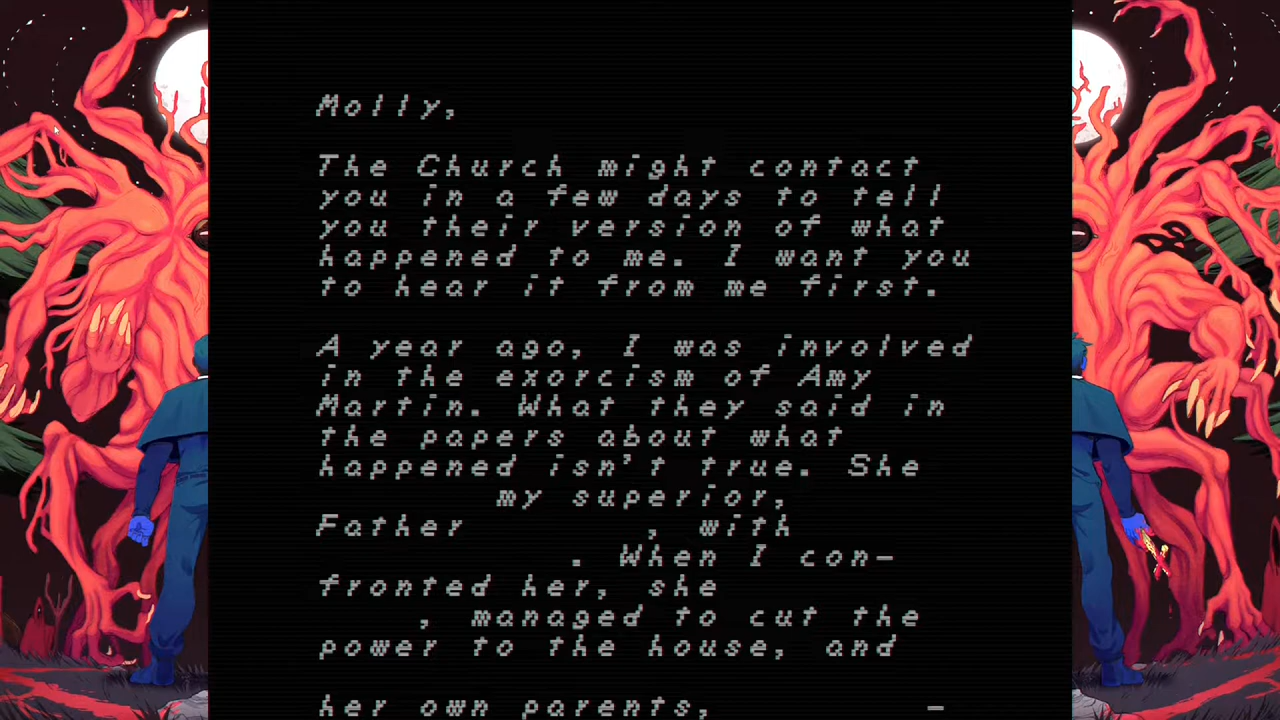 Molly,
The Church might contact
you in a few days to tell
you their version of what
happened to me. I want you
to hear it from me first.
A year ago, I was involved
in the exorcism of Amy
Martin. What they said in
the papers about what
happened isn't true. She
my superior,
Father , with
. When I con-
fronted her, she
, managed to cut the
power to the house, and
her own parents, -